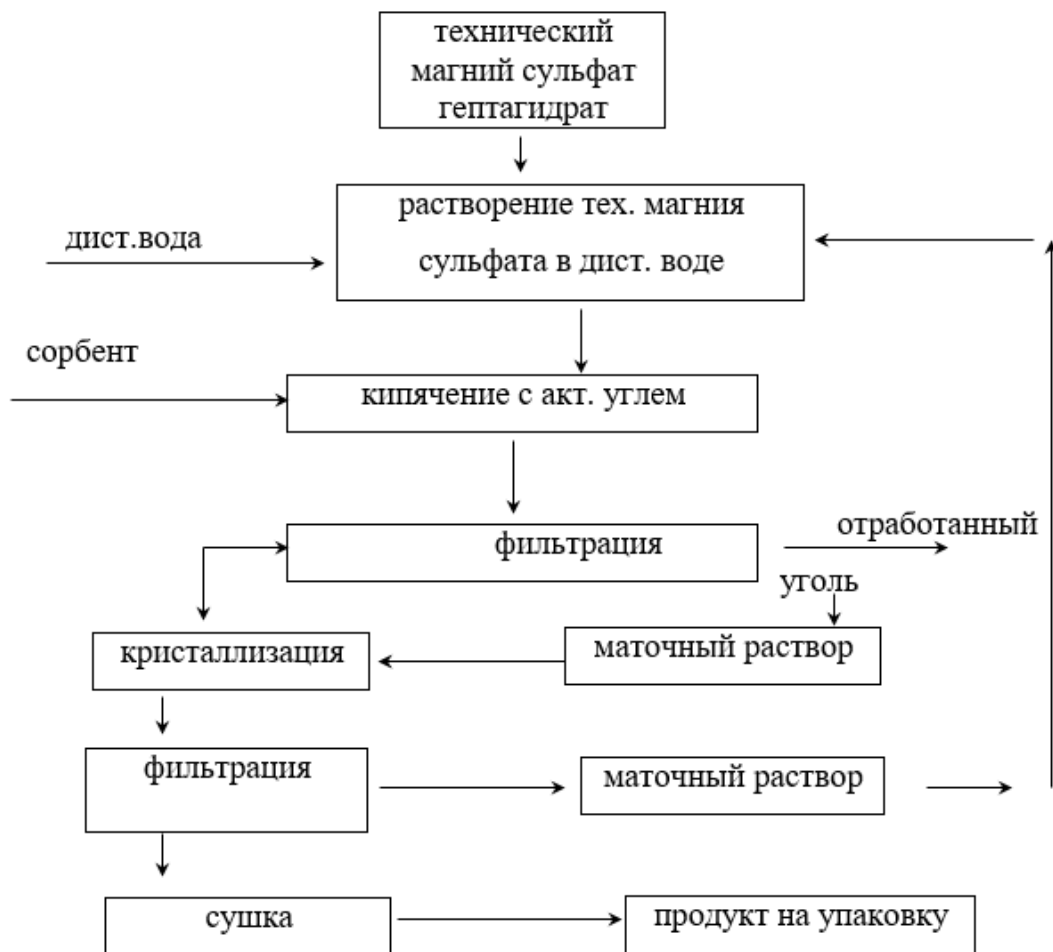 технический
магний сульфат
гептагидрат
растворение тех. магния
дист.вода
сульфата в дист. воде
сорбент
кипячение с акт. углем
отработанный
фильтрация
уголь
кристаллизация
маточный раствор
фильтрация
маточный раствор
сушка
продукт на упаковку